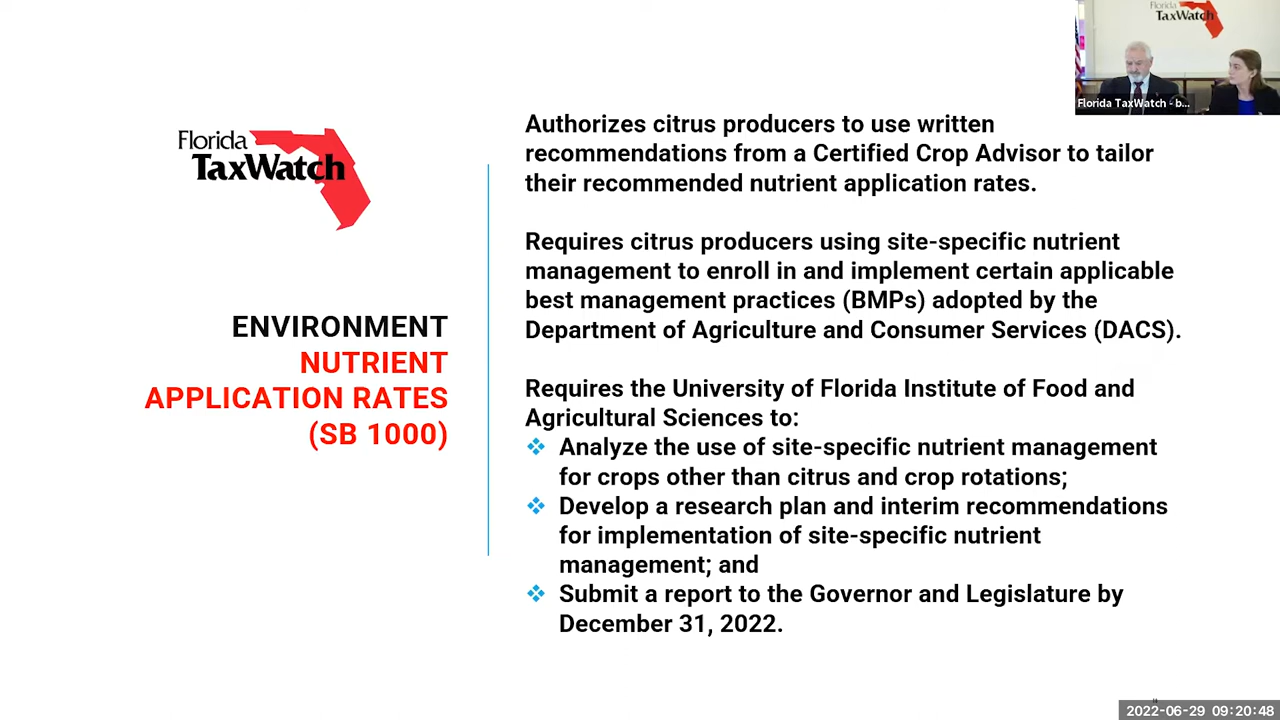 Florida
TaxWatch
Florida TaxWatch - b...
Florida
TaxWatch
ENVIRONMENT
NUTRIENT
APPLICATION RATES
(SB 1000)
Authorizes citrus producers to use written
recommendations from a Certified Crop Advisor to tailor
their recommended nutrient application rates.
Requires citrus producers using site-specific nutrient
management to enroll in and implement certain applicable
best management practices (BMPs) adopted by the
Department of Agriculture and Consumer Services (DACS).
Requires the University of Florida Institute of Food and
Agricultural Sciences to:
❖ Analyze the use of site-specific nutrient management
for crops other than citrus and crop rotations;
❖ Develop a research plan and interim recommendations
for implementation of site-specific nutrient
management; and
❖ Submit a report to the Governor and Legislature by
December 31, 2022.
2022-06-29 09:20:48